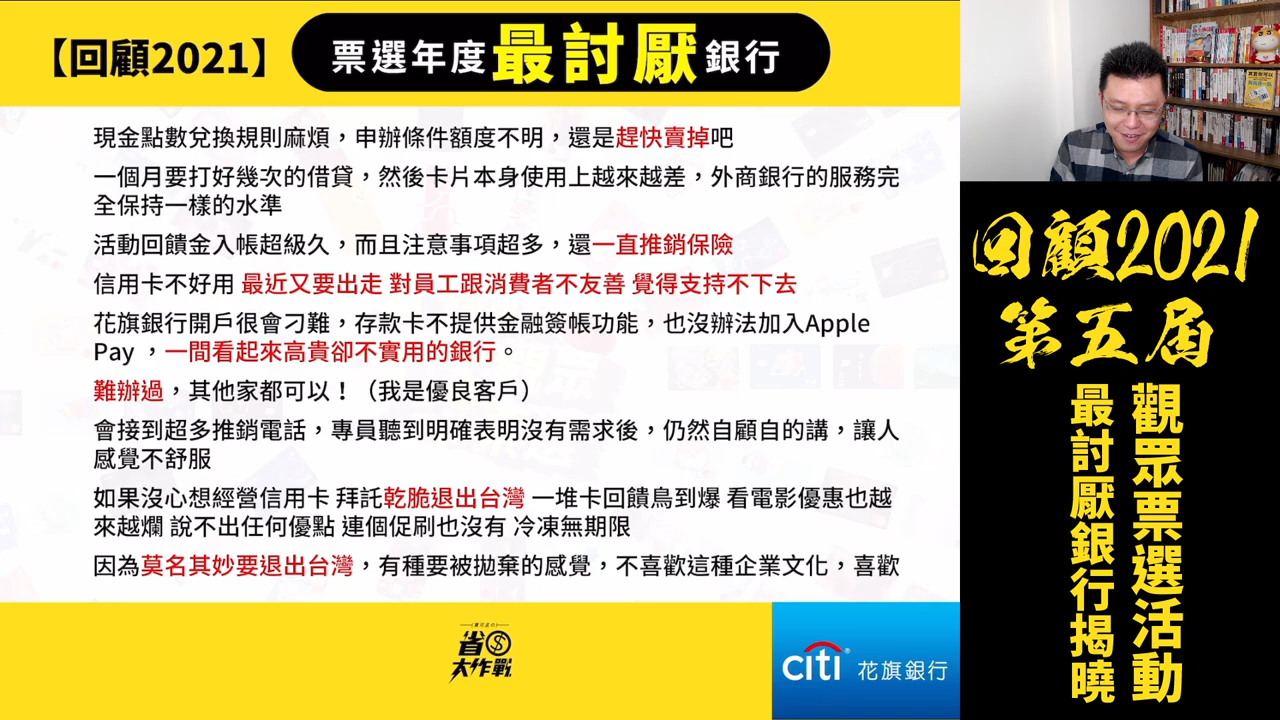 【回顧2021】
票選年度最討厭銀行
現金點數兌換規則麻煩，申辦條件額度不明，還是趕快賣掉吧
一個月要打好幾次的借貸，然後卡片本身使用上越來越差，外商銀行的服務完
全保持一樣的水準
活動回饋金入帳超級久，而且注意事項超多，還一直推銷保險
信用卡不好用 最近又要出走 對員工跟消費者不友善 覺得支持不下去
花旗銀行開戶很會刁難，存款卡不提供金融簽帳功能，也沒辦法加入Apple
Pay ，一間看起來高貴卻不實用的銀行。
難辦過，其他家都可以！（我是優良客戶）
會接到超多推銷電話，專員聽到明確表明沒有需求後，仍然自顧自的講，讓人
感覺不舒服
如果沒心想經營信用卡 拜託乾脆退出台灣 一堆卡回饋鳥到爆 看電影優惠也越
來越爛 說不出任何優點 連個促刷也沒有 冷凍無期限
因為莫名其妙要退出台灣，有種要被拋棄的感覺，不喜歡這種企業文化，喜歡
省
大作戰
citi 花旗銀行
回顧2021
第五屆
觀眾票選活動
最討厭銀行揭曉